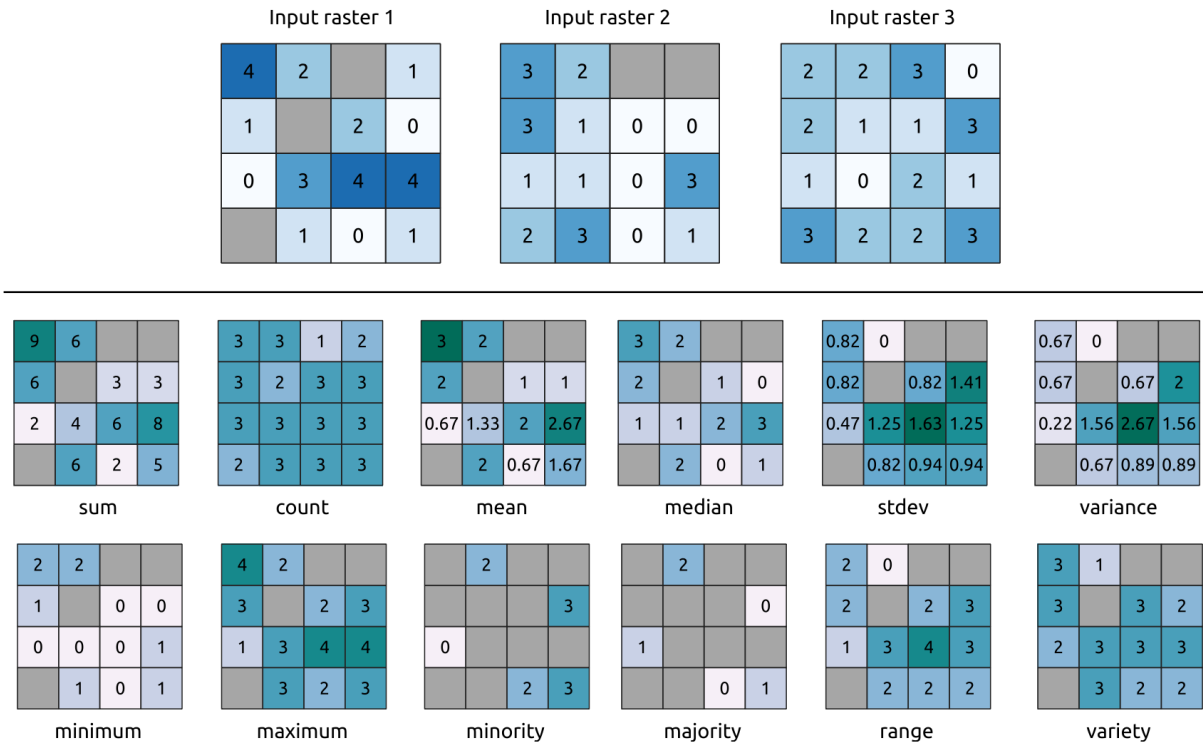 Input raster 1 Input raster 2 Input raster 3
4 2 1 3 2 2 2 3 0
1 2 0 3 1 0 0 2 1 1 3
0 3 4 4 1 1 0 3 1 0 2 1
1 0 1 2 3 0 1 3 2 2 3
9 6 3 3 1 2 3 2 3 2 0.82 0 0.67 0
6 3 3 3 2 3 3 2 1 1 2 1 0 0.82 0.82 1.41 0.67 0.67 2
2 4 6 8 3 3 3 3 0.67 1.33 2 2.67 1 1 2 3 0.47 1.25 1.63 1.25 0.22 1.56 2.67 1.56
6 2 5 2 3 3 3 2 0.67 1.67 2 0 1 0.82 0.94 0.94 0.67 0.89 0.89
sum count mean median stdev variance
2 2 4 2 2 2 2 0 3 1
1 0 0 3 2 3 3 0 2 2 3 3 3 2
0 0 0 1 1 3 4 4 0 1 1 3 4 3 2 3 3 3
1 0 1 3 2 3 2 3 0 1 2 2 2 3 2 2
minimum maximum minority majority range variety